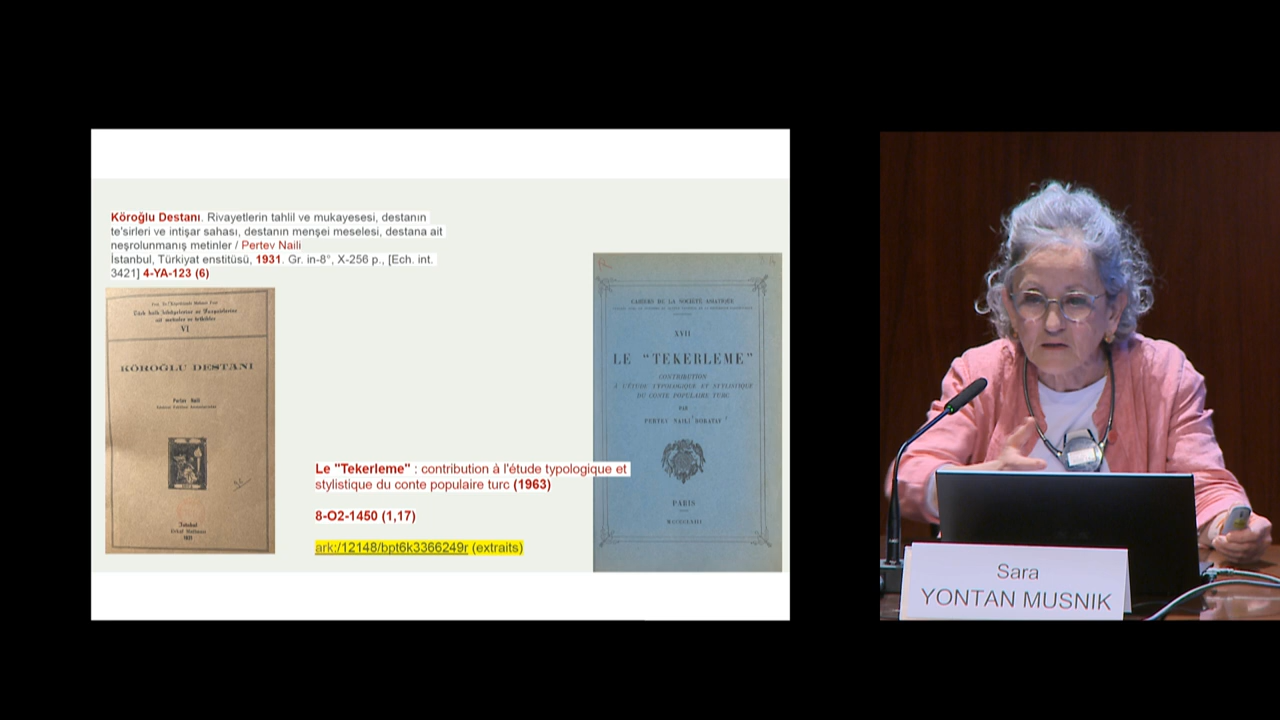 Köroğlu Destanı. Rivayetlerin tahlil ve mukayesesi, destanın
te'sirleri ve intişar sahası, destanın menşei meselesi, destana ait
neşrolunmanış metinler / Pertev Naili
İstanbul, Türkiyat enstitüsü, 1931. Gr. in-8°, X-256 p., [Ech. int.
3421] 4-YA-123 (6)
VI
KÖROĞLU DESTANI
Pertev Naili
İstanbul
1931
CAHIERS DE LA SOCIÉTÉ ASIATIQUE
XVII
LE "TEKERLEME"
CONTRIBUTION
À L'ÉTUDE TYPOLOGIQUE ET STYLISTIQUE
DU CONTE POPULAIRE TURC
PAR
PERTEV NAILI BORATAV
PARIS
Le "Tekerleme" : contribution à l'étude typologique et
stylistique du conte populaire turc (1963)
8-O2-1450 (1,17)
ark:/12148/bpt6k3366249r (extraits)
Sara
YONTAN MUSNIK